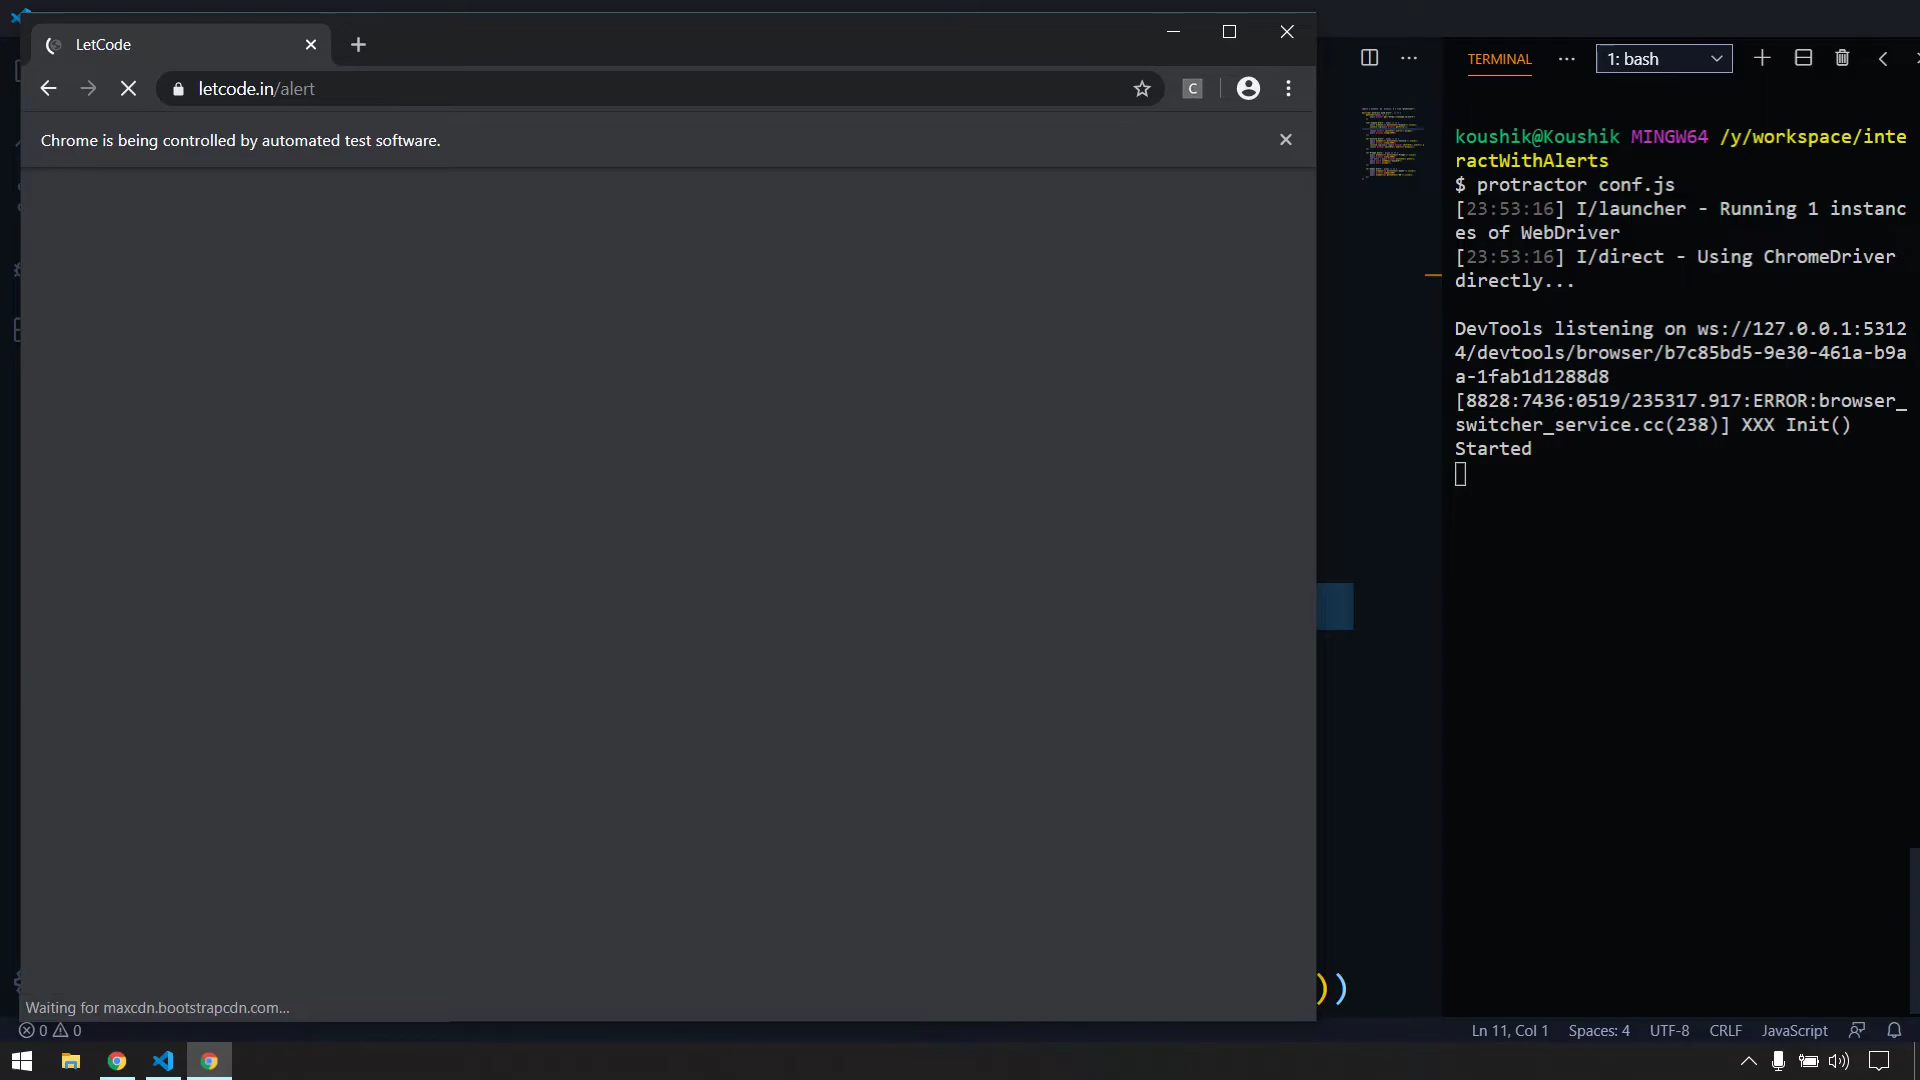 LetCode
letcode.in/alert
C
Chrome is being controlled by automated test software.
TERMINAL
1: bash
koushik@Koushik MINGW64 /y/workspace/inte
ractWithAlerts
$ protractor conf.js
[23:53:16] I/launcher - Running 1 instanc
es of WebDriver
[23:53:16] I/direct - Using ChromeDriver
directly...
DevTools listening on ws://127.0.0.1:5312
4/devtools/browser/b7c85bd5-9e30-461a-b9a
a-1fab1d1288d8
[8828:7436:0519/235317.917:ERROR:browser_
switcher_service.cc(238)] XXX Init()
Started
))
Waiting for maxcdn.bootstrapcdn.com...
0 0
Ln 11, Col 1
Spaces: 4
UTF-8
CRLF
JavaScript